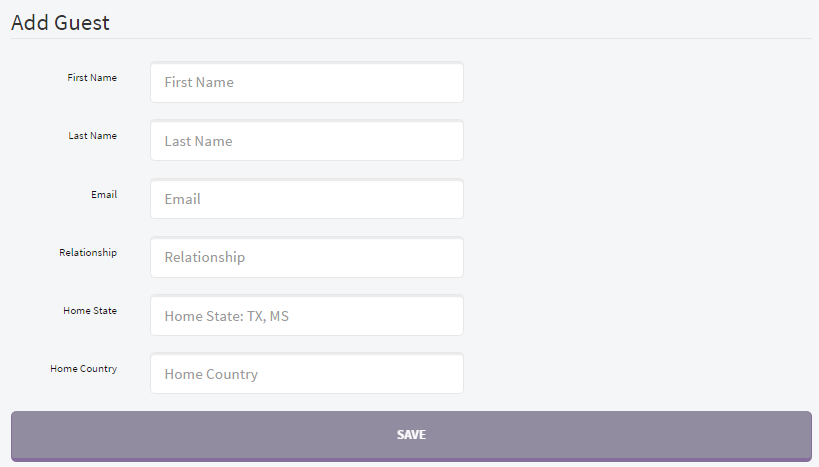 Add Guest
First Name First Name
Last Name Last Name
Email Email
Relationship Relationship
Home State Home State: TX, MS
Home Country Home Country
SAVE